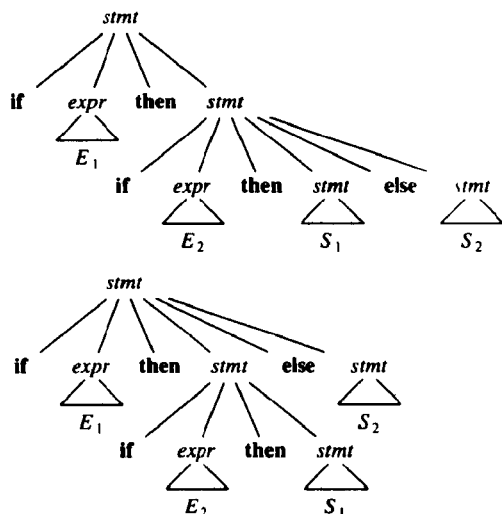 stmt
if expr then stmt
E1
if expr then stmt else stmt
E2 S1 S2
stmt
if expr then stmt else stmt
E1 S2
if expr then stmt
E2 S1